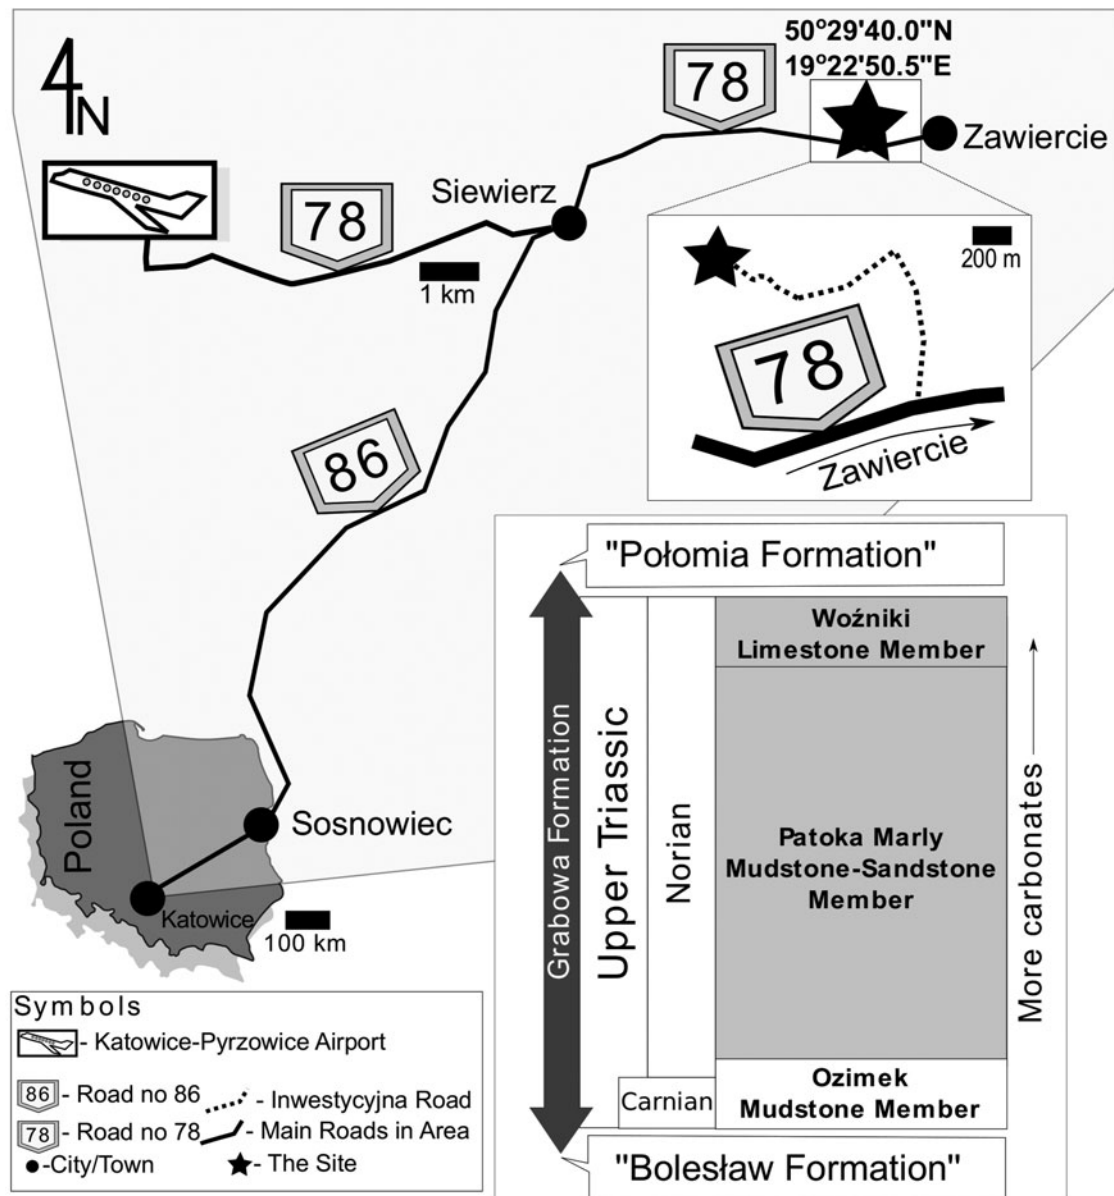 50°29'40.0"N
19°22'50.5"E
78
N
Zawiercie
Siewierz
78
1 km
200 m
78
Zawiercie
86
"Połomia Formation"
Woźniki
Limestone Member
Grabowa Formation
Upper Triassic
Norian
Patoka Marly
Mudstone-Sandstone
Member
More carbonates
Carnian
Ozimek
Mudstone Member
"Bolesław Formation"
Poland
Sosnowiec
Katowice
100 km
Symbols
- Katowice-Pyrzowice Airport
86 - Road no 86
- Inwestycyjna Road
78 - Road no 78
- Main Roads in Area
-City/Town
- The Site